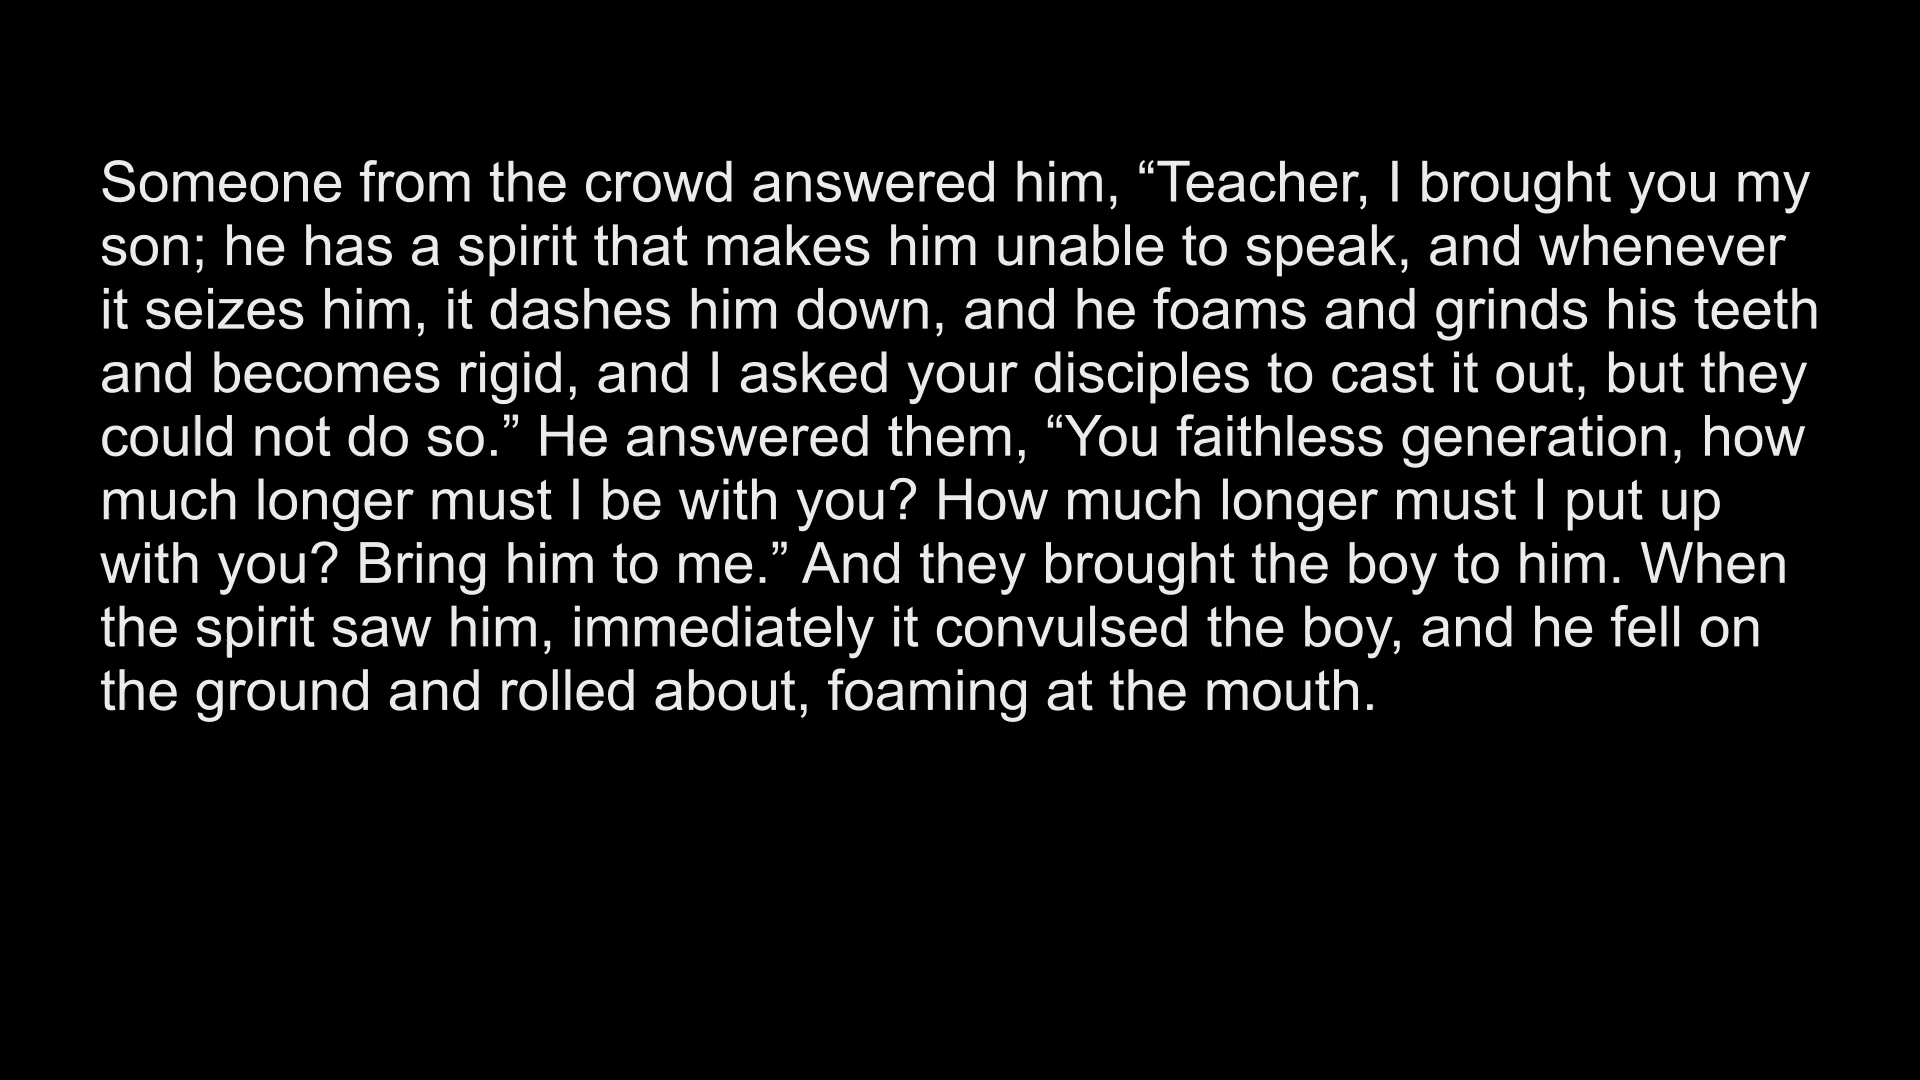 Someone from the crowd answered him, “Teacher, I brought you my
son; he has a spirit that makes him unable to speak, and whenever
it seizes him, it dashes him down, and he foams and grinds his teeth
and becomes rigid, and I asked your disciples to cast it out, but they
could not do so.” He answered them, “You faithless generation, how
much longer must I be with you? How much longer must I put up
with you? Bring him to me.” And they brought the boy to him. When
the spirit saw him, immediately it convulsed the boy, and he fell on
the ground and rolled about, foaming at the mouth.